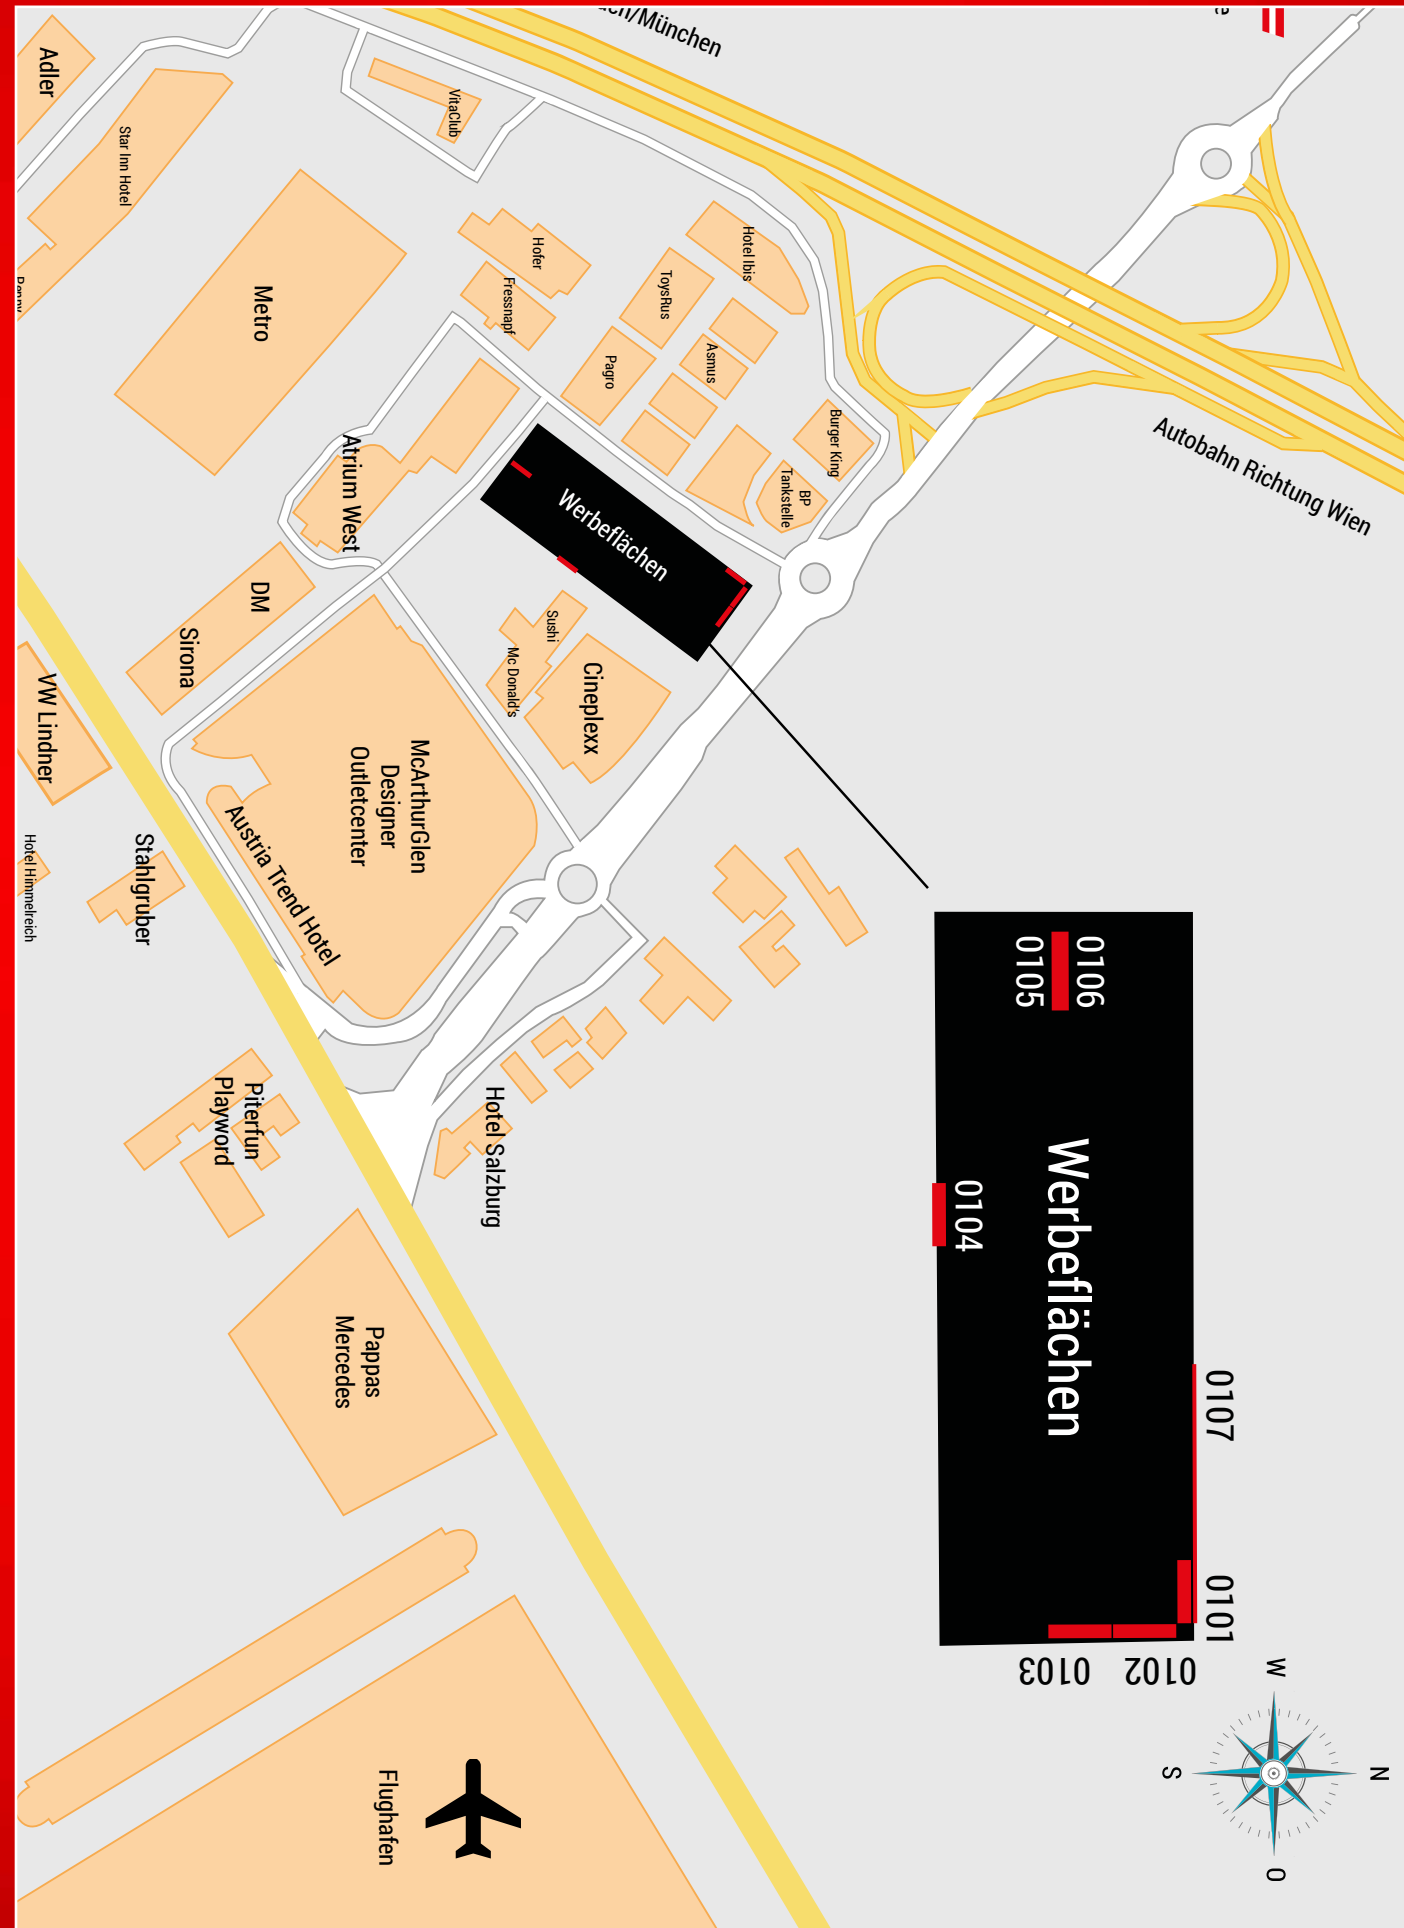 Adler
Star Inn Hotel
VitaClub
Metro
Hofer
Fressnapf
Hotel Ibis
ToysRus
Pagro
Asmus
Burger King
BP
Tankstelle
Autobahn Richtung Wien
Atrium West
Werbeflächen
DM
Sirona
Sushi
Mc Donald's
Cineplexx
VW Lindner
McArthurGlen
Designer
Outletcenter
Austria Trend Hotel
Stahlgruber
Hotel Himmelreich
Piterfun
Playword
Hotel Salzburg
Pappas
Mercedes
Flughafen
0106
0105
0104
Werbeflächen
0107
0101
0102
0103
W
N
S
O